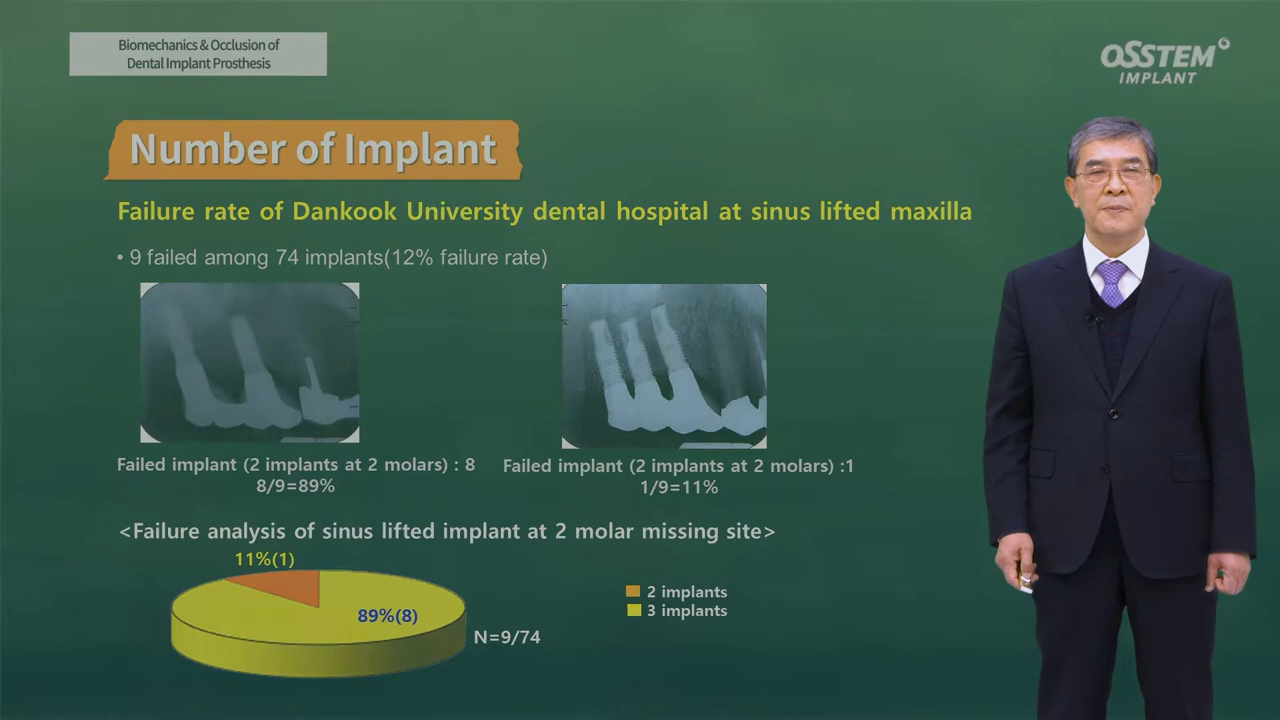 Biomechanics & Occlusion of
Dental Implant Prosthesis
OSSTEM
IMPLANT
Number of Implant
Failure rate of Dankook University dental hospital at sinus lifted maxilla
• 9 failed among 74 implants(12% failure rate)
Failed implant (2 implants at 2 molars) : 8
8/9=89%
Failed implant (2 implants at 2 molars) :1
1/9=11%
<Failure analysis of sinus lifted implant at 2 molar missing site>
11%(1)
89%(8)
N=9/74
2 implants
3 implants